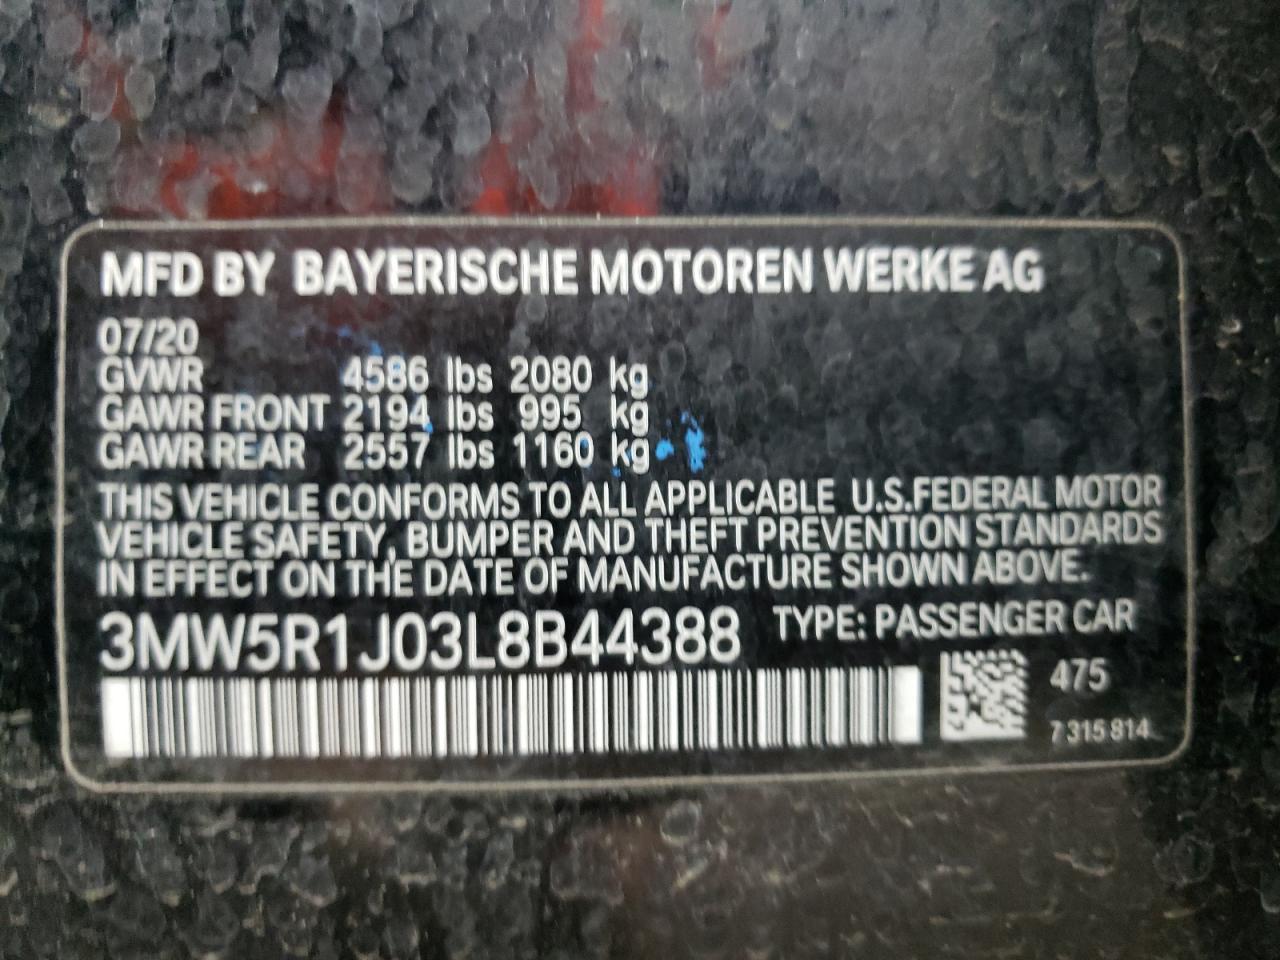 MFD BY BAYERISCHE MOTOREN WERKE AG
07/20
GVWR 4586 lbs 2080 kg
GAWR FRONT 2194 lbs 995 kg
GAWR REAR 2557 lbs 1160 kg
THIS VEHICLE CONFORMS TO ALL APPLICABLE U.S.FEDERAL MOTOR
VEHICLE SAFETY, BUMPER AND THEFT PREVENTION STANDARDS
IN EFFECT ON THE DATE OF MANUFACTURE SHOWN ABOVE.
3MW5R1J03L8B44388 TYPE: PASSENGER CAR
475
7 315 814